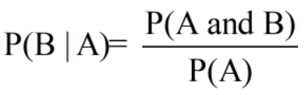 P(B | A)= P(A and B)
P(A)